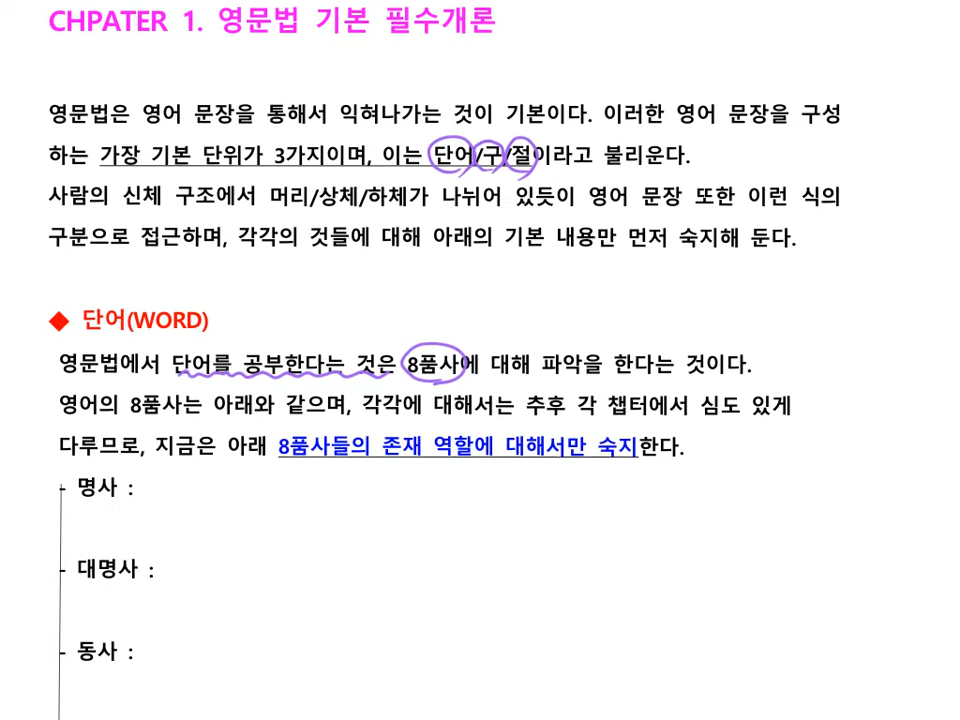 CHPATER 1. 영문법 기본 필수개론
영문법은 영어 문장을 통해서 익혀나가는 것이 기본이다. 이러한 영어 문장을 구성
하는 가장 기본 단위가 3가지이며, 이는 단어/구/절이라고 불리운다.
사람의 신체 구조에서 머리/상체/하체가 나뉘어 있듯이 영어 문장 또한 이런 식의
구분으로 접근하며, 각각의 것들에 대해 아래의 기본 내용만 먼저 숙지해 둔다.
◆ 단어(WORD)
영문법에서 단어를 공부한다는 것은 8품사에 대해 파악을 한다는 것이다.
영어의 8품사는 아래와 같으며, 각각에 대해서는 추후 각 챕터에서 심도 있게
다루므로, 지금은 아래 8품사들의 존재 역할에 대해서만 숙지한다.
- 명사 :
- 대명사 :
- 동사 :